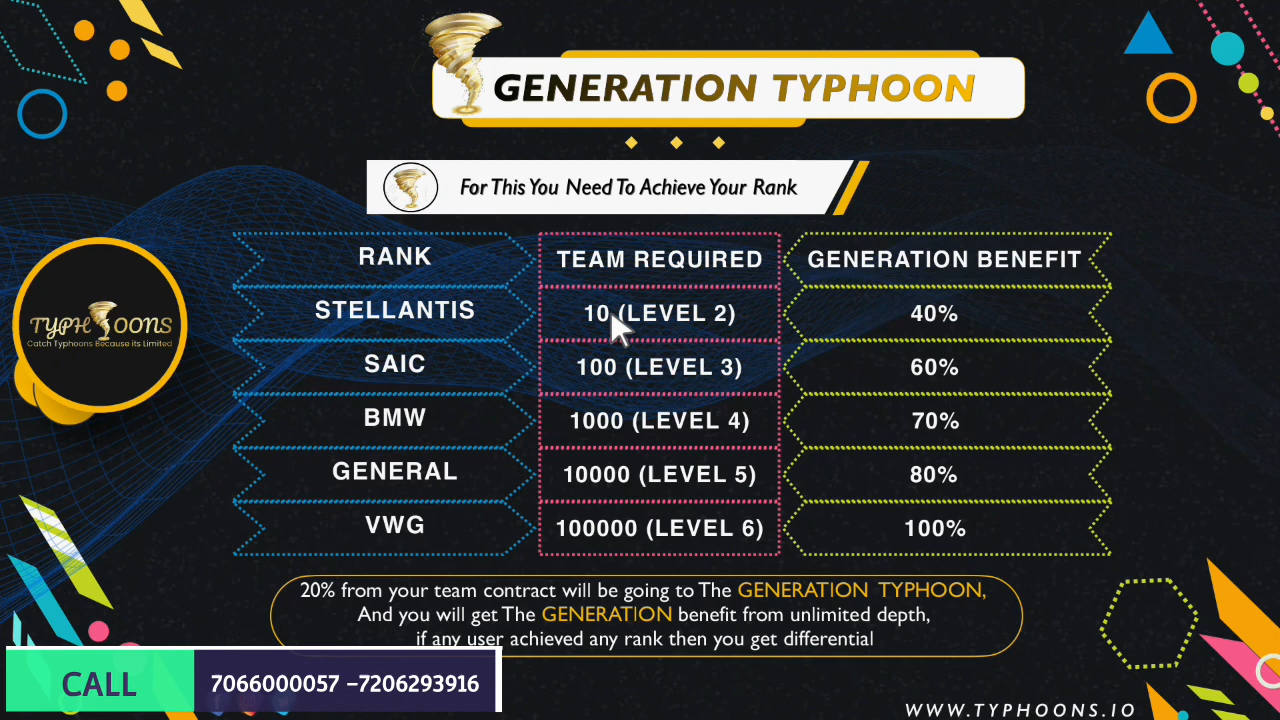 GENERATION TYPHOON
For This You Need To Achieve Your Rank
RANK TEAM REQUIRED GENERATION BENEFIT
STELLANTIS 10 (LEVEL 2) 40%
SAIC 100 (LEVEL 3) 60%
BMW 1000 (LEVEL 4) 70%
GENERAL 10000 (LEVEL 5) 80%
VWG 100000 (LEVEL 6) 100%
TYPHOONS
Catch Typhoons Because its Limited
20% from your team contract will be going to The GENERATION TYPHOON,
And you will get The GENERATION benefit from unlimited depth,
if any user achieved any rank then you get differential
CALL 7066000057 –7206293916
WWW.TYPHOONS.IO